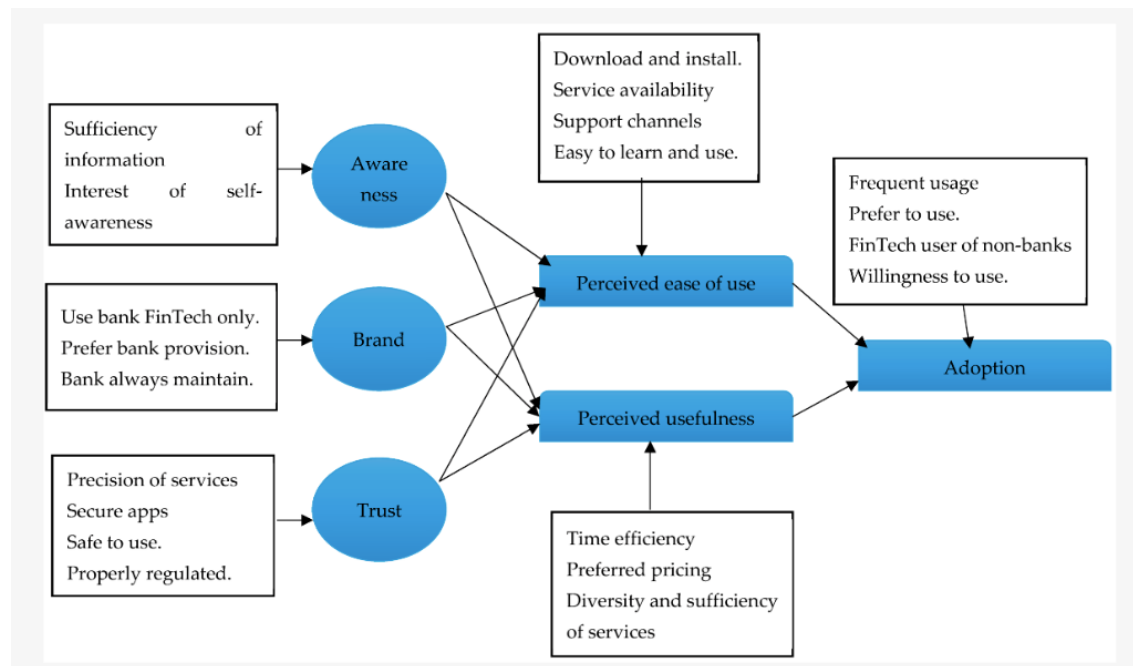 Sufficiency of
information
Interest of self-
awareness
Aware
ness
Download and install.
Service availability
Support channels
Easy to learn and use.
Frequent usage
Prefer to use.
FinTech user of non-banks
Willingness to use.
Perceived ease of use
Use bank FinTech only.
Prefer bank provision.
Bank always maintain.
Brand
Adoption
Perceived usefulness
Precision of services
Secure apps
Safe to use.
Properly regulated.
Trust
Time efficiency
Preferred pricing
Diversity and sufficiency
of services